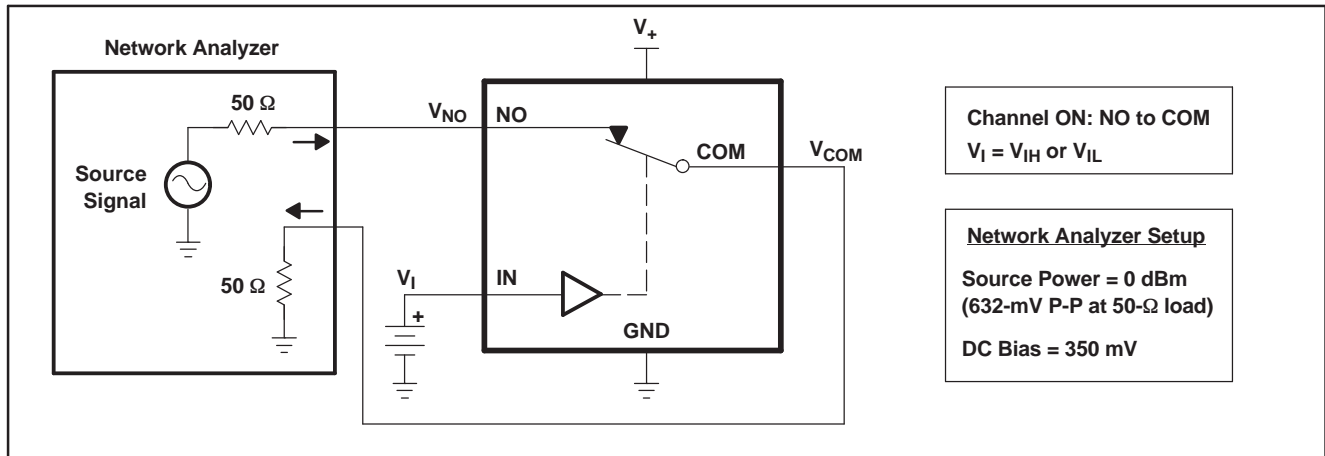 Network Analyzer
50 Ω
Source
Signal
50 Ω
V+
VNO
NO
COM
VCOM
VI
IN
+
GND
Channel ON: NO to COM
VI = VIH or VIL
Network Analyzer Setup
Source Power = 0 dBm
(632-mV P-P at 50-Ω load)
DC Bias = 350 mV